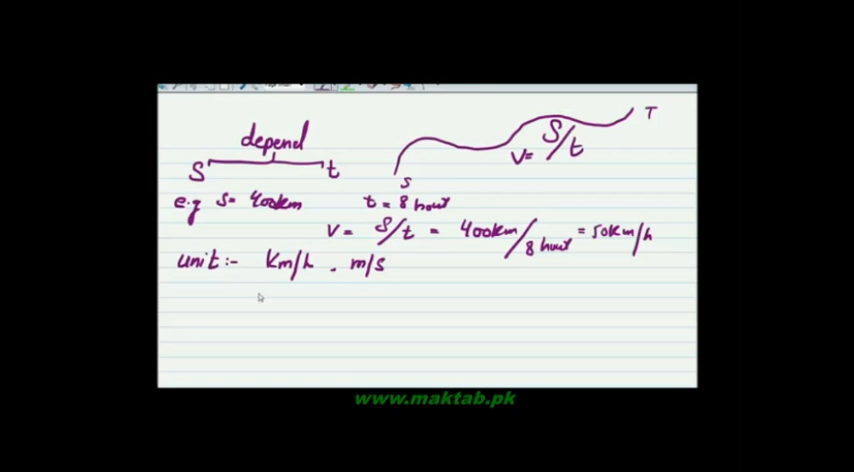 depend
S t
T
V= S/t
S
e.g S= 400km t = 8 hour
V = S/t = 400km/8 hour = 50km/h
unit:- Km/h . m/s
www.maktab.pk